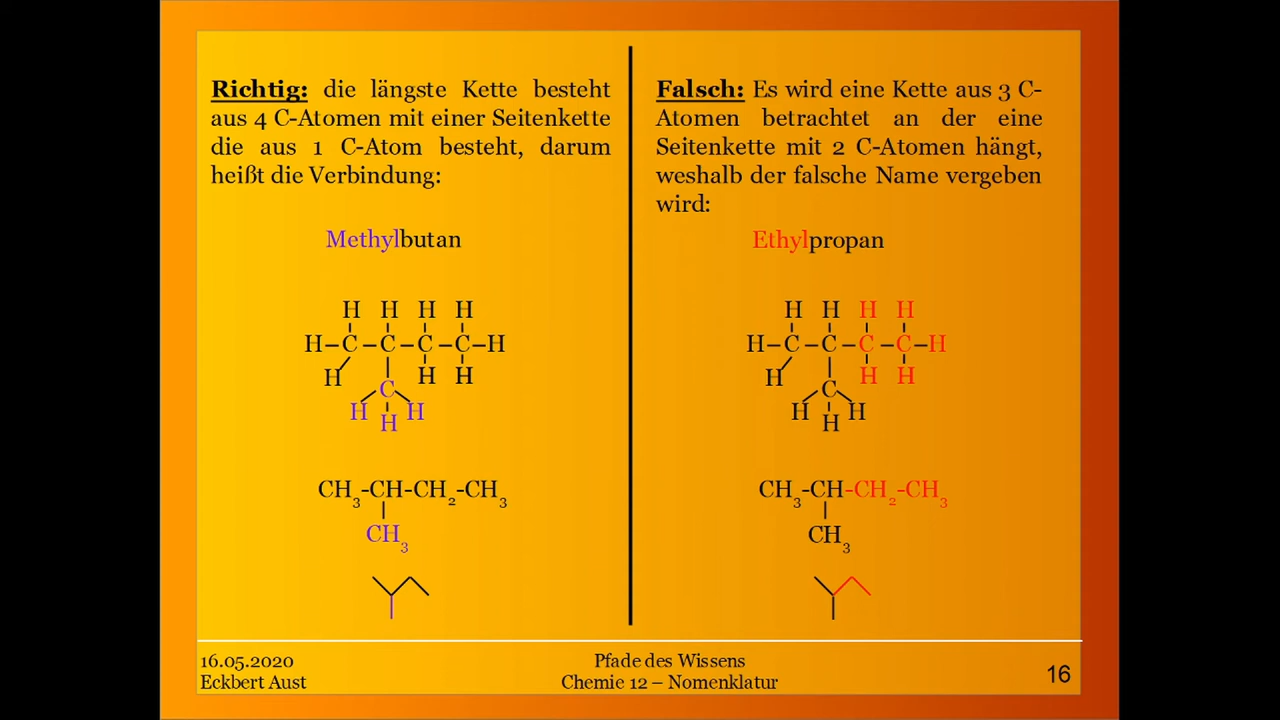 Richtig: die längste Kette besteht
aus 4 C-Atomen mit einer Seitenkette
die aus 1 C-Atom besteht, darum
heißt die Verbindung:
Methylbutan
H H H H
H–C–C–C–C–H
H C H H
H H H
CH3-CH-CH2-CH3
CH3
Falsch: Es wird eine Kette aus 3 C-
Atomen betrachtet an der eine
Seitenkette mit 2 C-Atomen hängt,
weshalb der falsche Name vergeben
wird:
Ethylpropan
H H H H
H–C–C–C–C–H
H C H H
H H H
CH3-CH-CH2-CH3
CH3
16.05.2020
Eckbert Aust
Pfade des Wissens
Chemie 12 – Nomenklatur
16